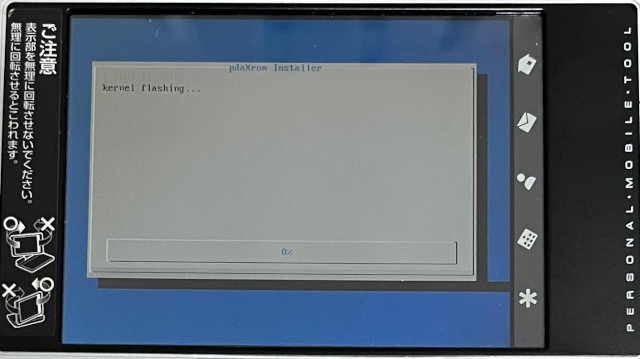 ご注意
表示部を無理に回転させないでください。
無理に回転させるとこわれます。
pdaXrom Installer
kernel flashing...
0%
PERSONAL・MOBILE・TOOL